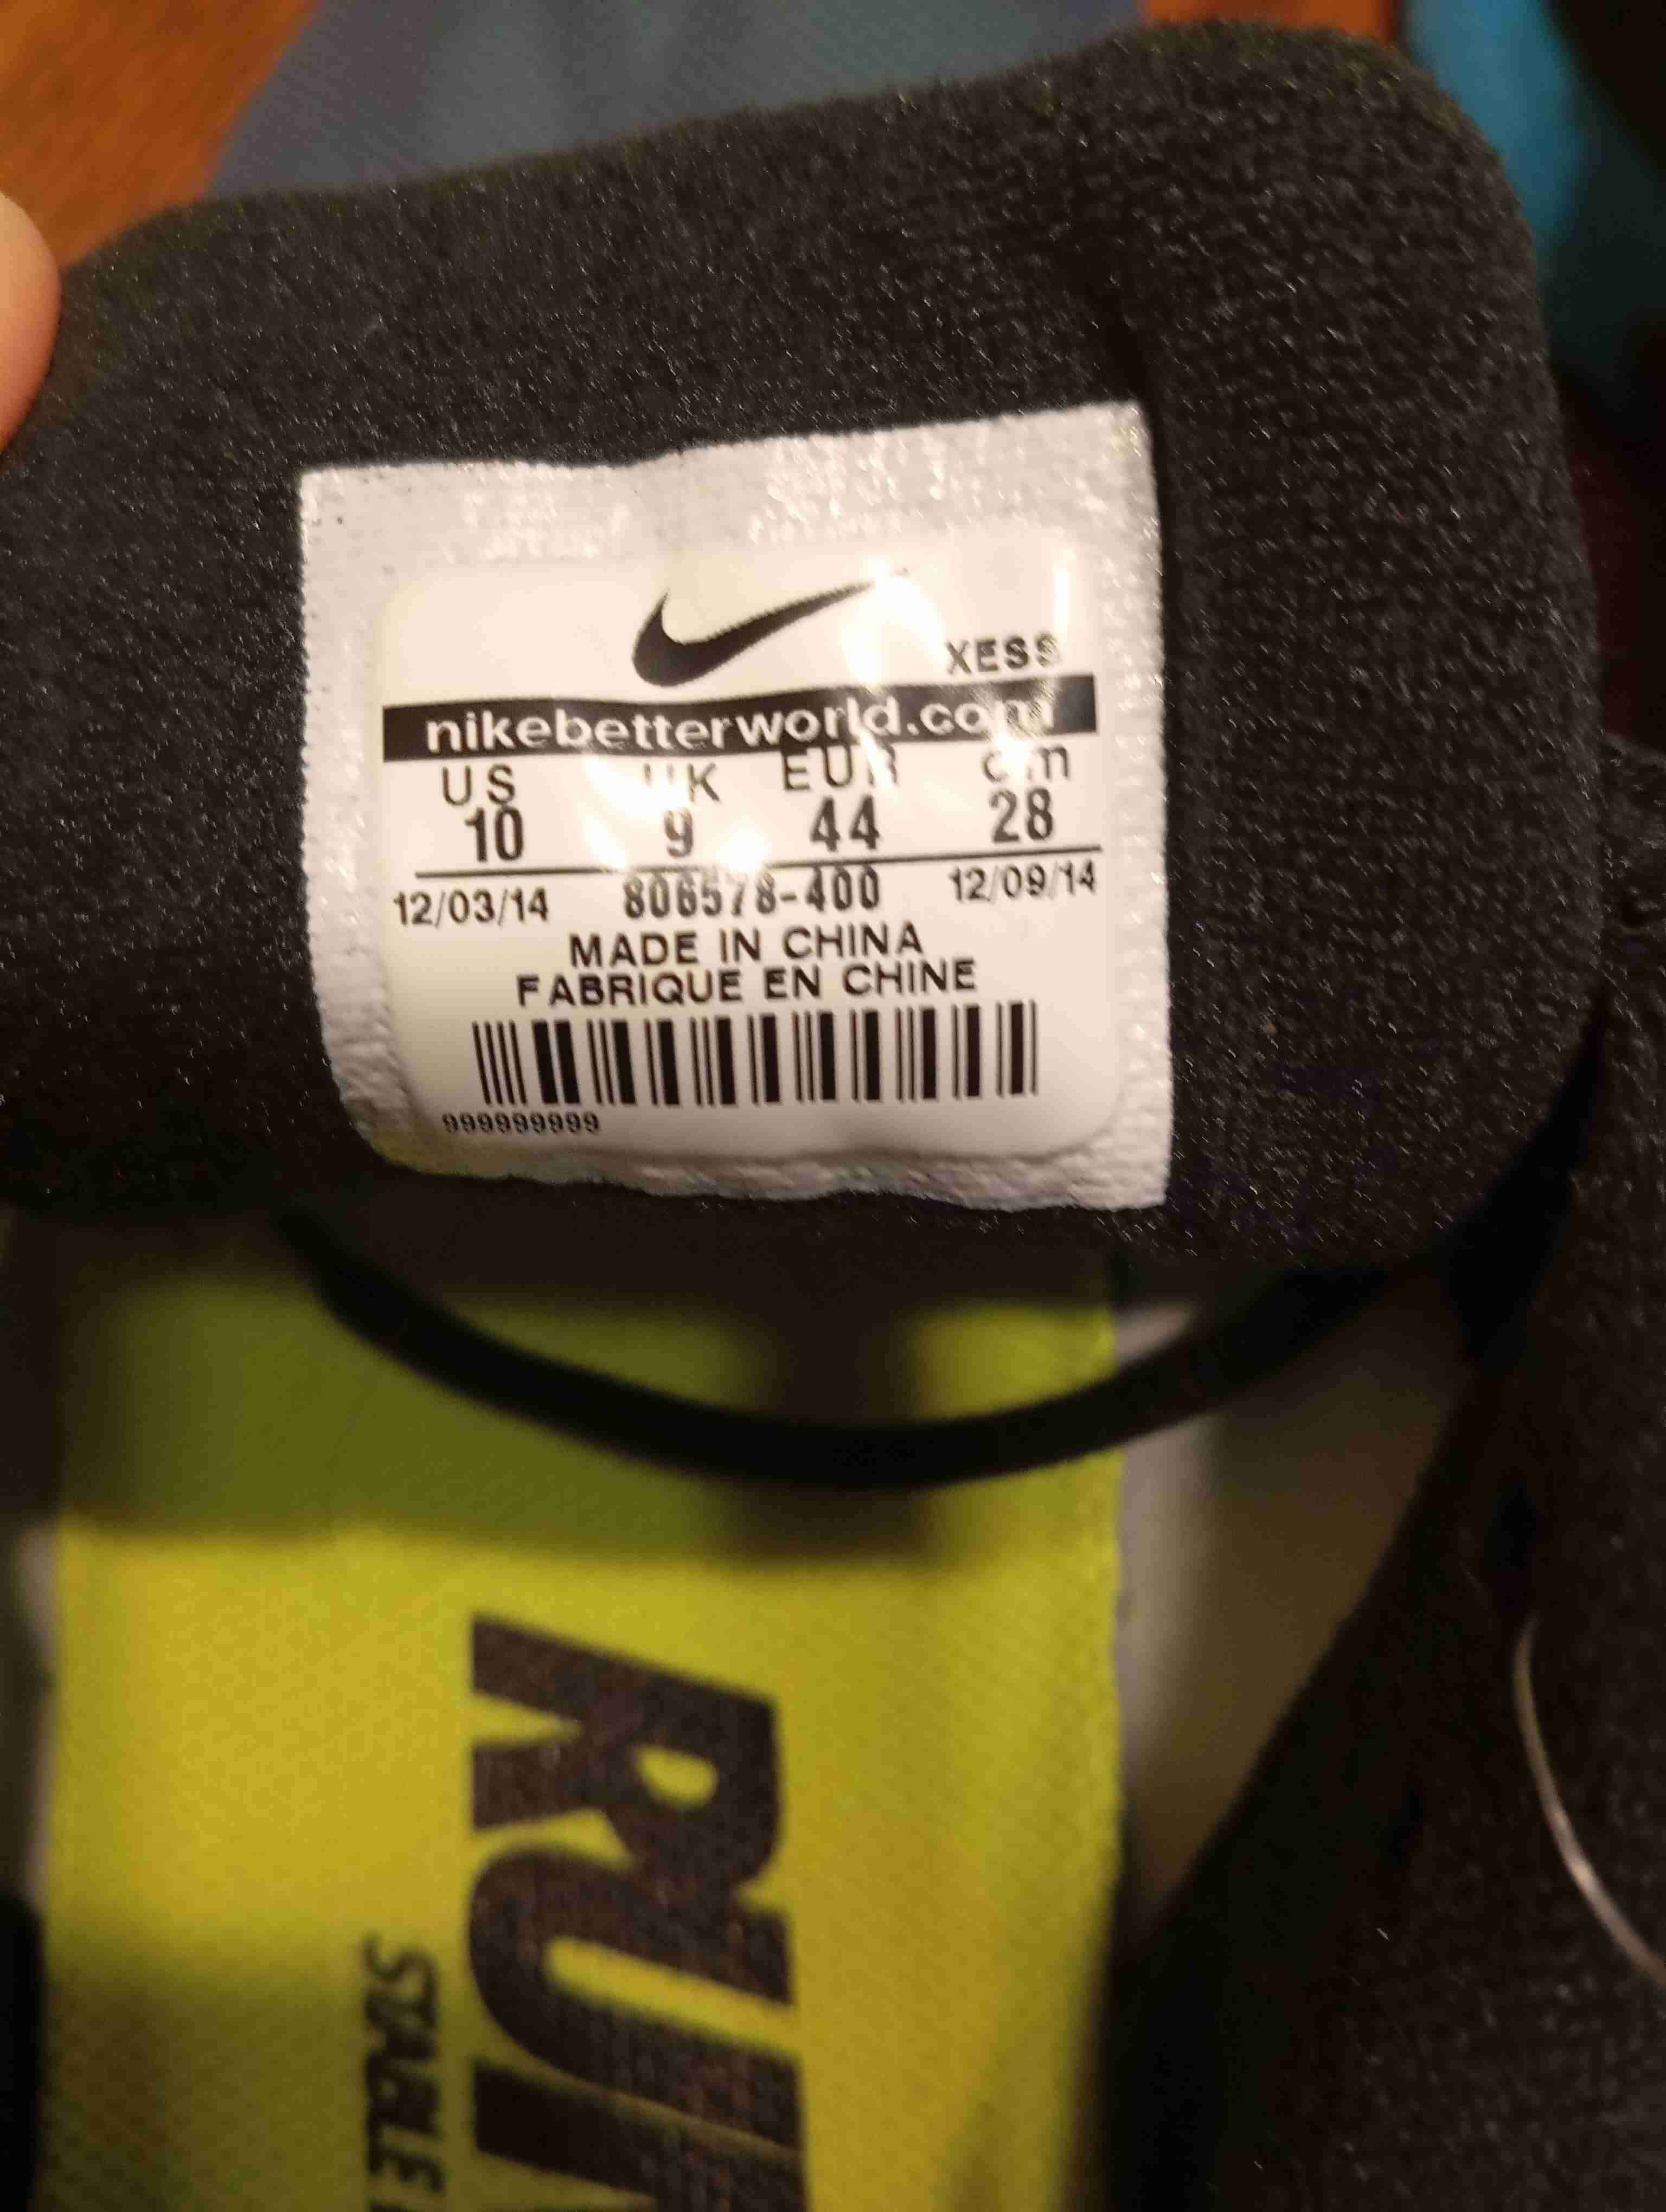 XESS
nikebetterworld.com
US UK EUR cm
10 9 44 28
12/03/14 806578-400 12/09/14
MADE IN CHINA
FABRIQUE EN CHINE
999999999
STABLE